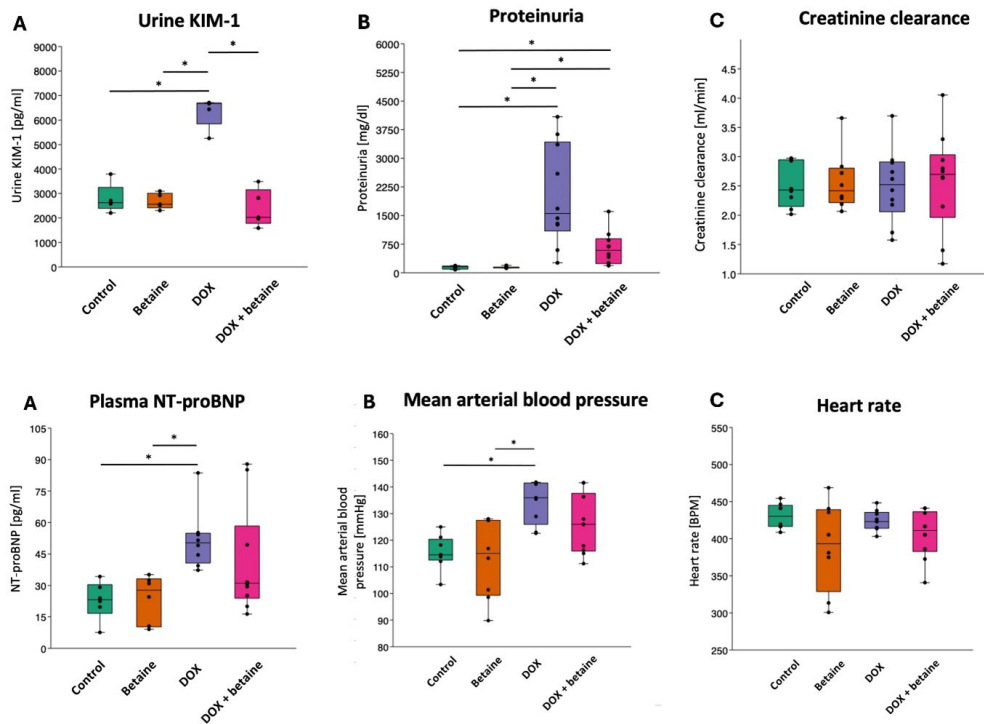 A
Urine KIM-1
Urine KIM-1 [pg/ml]
9000
8000
7000
6000
5000
4000
3000
2000
1000
0
*
*
*
Control
Betaine
DOX
DOX + betaine
B
Proteinuria
Proteinuria [mg/dl]
6000
5250
4500
3750
3000
2250
1500
750
0
*
*
*
*
Control
Betaine
DOX
DOX + betaine
C
Creatinine clearance
Creatinine clearance [ml/min]
4.5
4.0
3.5
3.0
2.5
2.0
1.5
1.0
Control
Betaine
DOX
DOX + betaine
A
Plasma NT-proBNP
NT-proBNP [pg/ml]
105
90
75
60
45
30
15
0
*
*
Control
Betaine
DOX
DOX + betaine
B
Mean arterial blood pressure
Mean arterial blood
pressure [mmHg]
160
150
140
130
120
110
100
90
80
*
*
Control
Betaine
DOX
DOX + betaine
C
Heart rate
Heart rate [BPM]
550
500
450
400
350
300
250
Control
Betaine
DOX
DOX + betaine